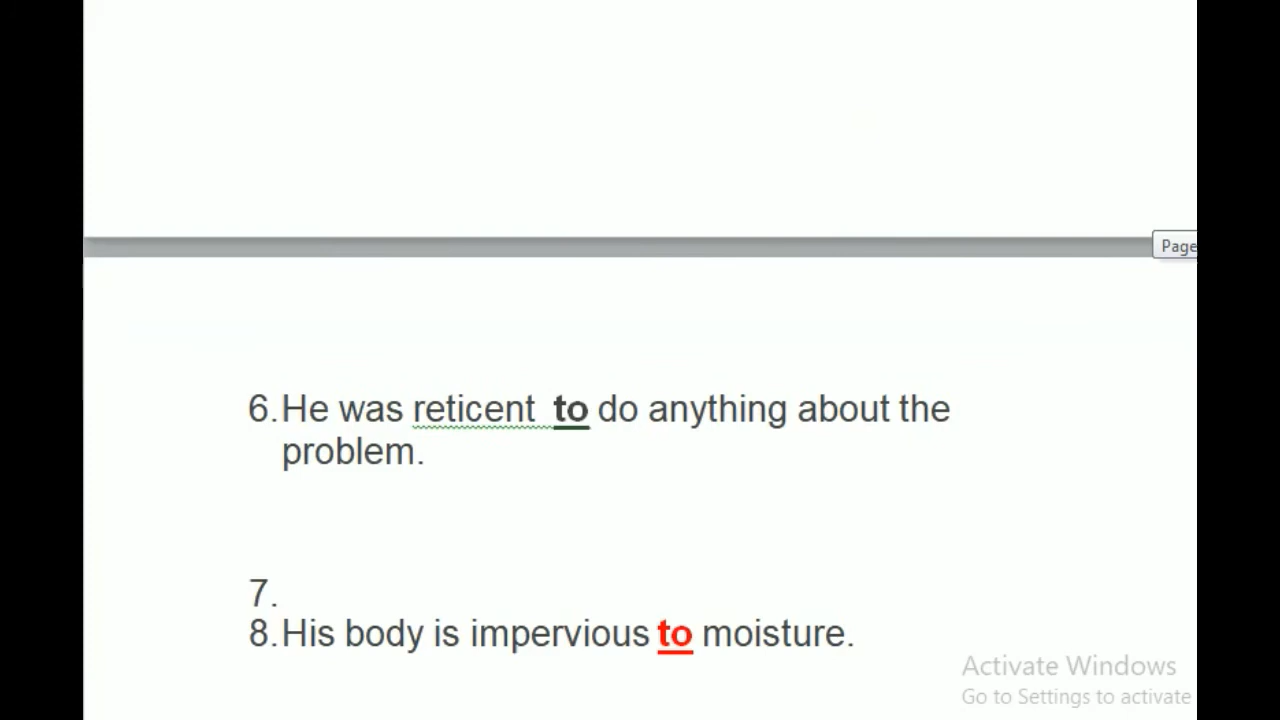 Page
6. He was reticent to do anything about the
problem.
7.
8. His body is impervious to moisture.
Activate Windows
Go to Settings to activate